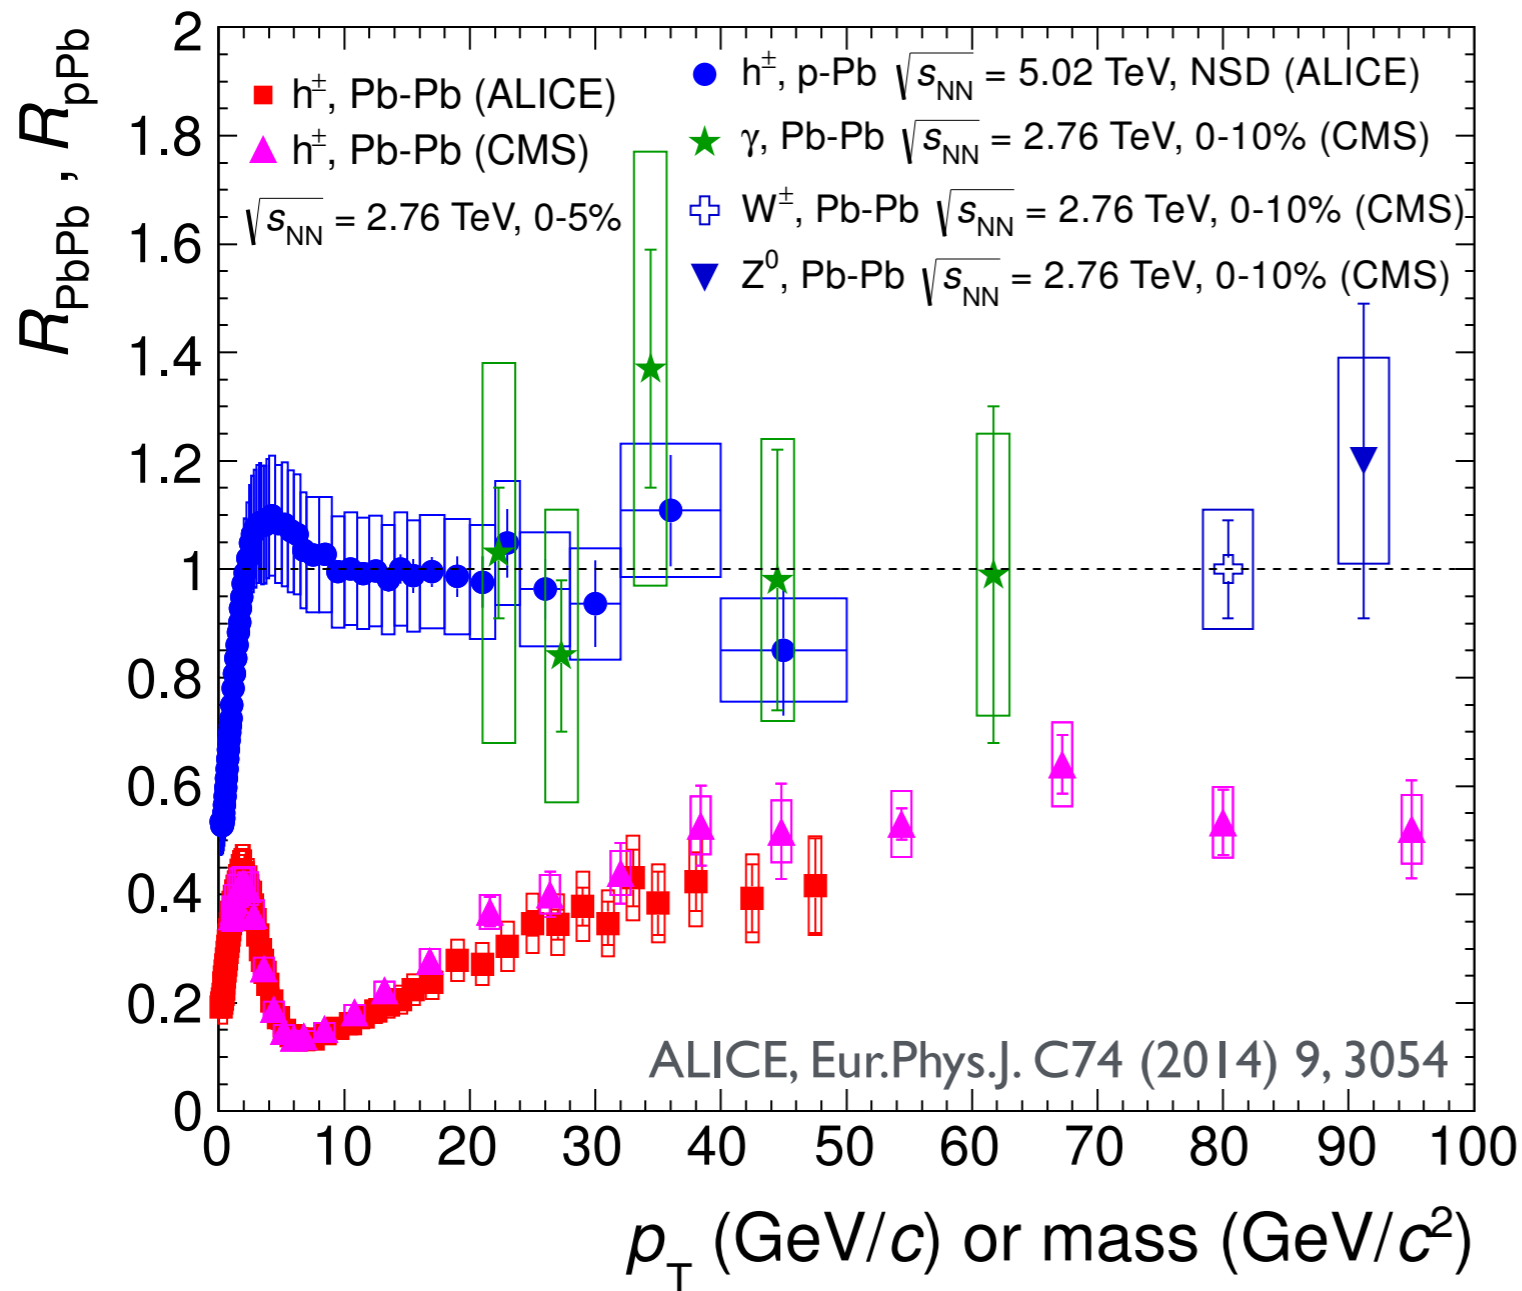 R_PbPb , R_pPb
2
1.8
1.6
1.4
1.2
1
0.8
0.6
0.4
0.2
0
h±, Pb-Pb (ALICE)
h±, Pb-Pb (CMS)
√s_NN = 2.76 TeV, 0-5%
h±, p-Pb √s_NN = 5.02 TeV, NSD (ALICE)
γ, Pb-Pb √s_NN = 2.76 TeV, 0-10% (CMS)
W±, Pb-Pb √s_NN = 2.76 TeV, 0-10% (CMS)
Z⁰, Pb-Pb √s_NN = 2.76 TeV, 0-10% (CMS)
ALICE, Eur.Phys.J. C74 (2014) 9, 3054
0 10 20 30 40 50 60 70 80 90 100
p_T (GeV/c) or mass (GeV/c²)